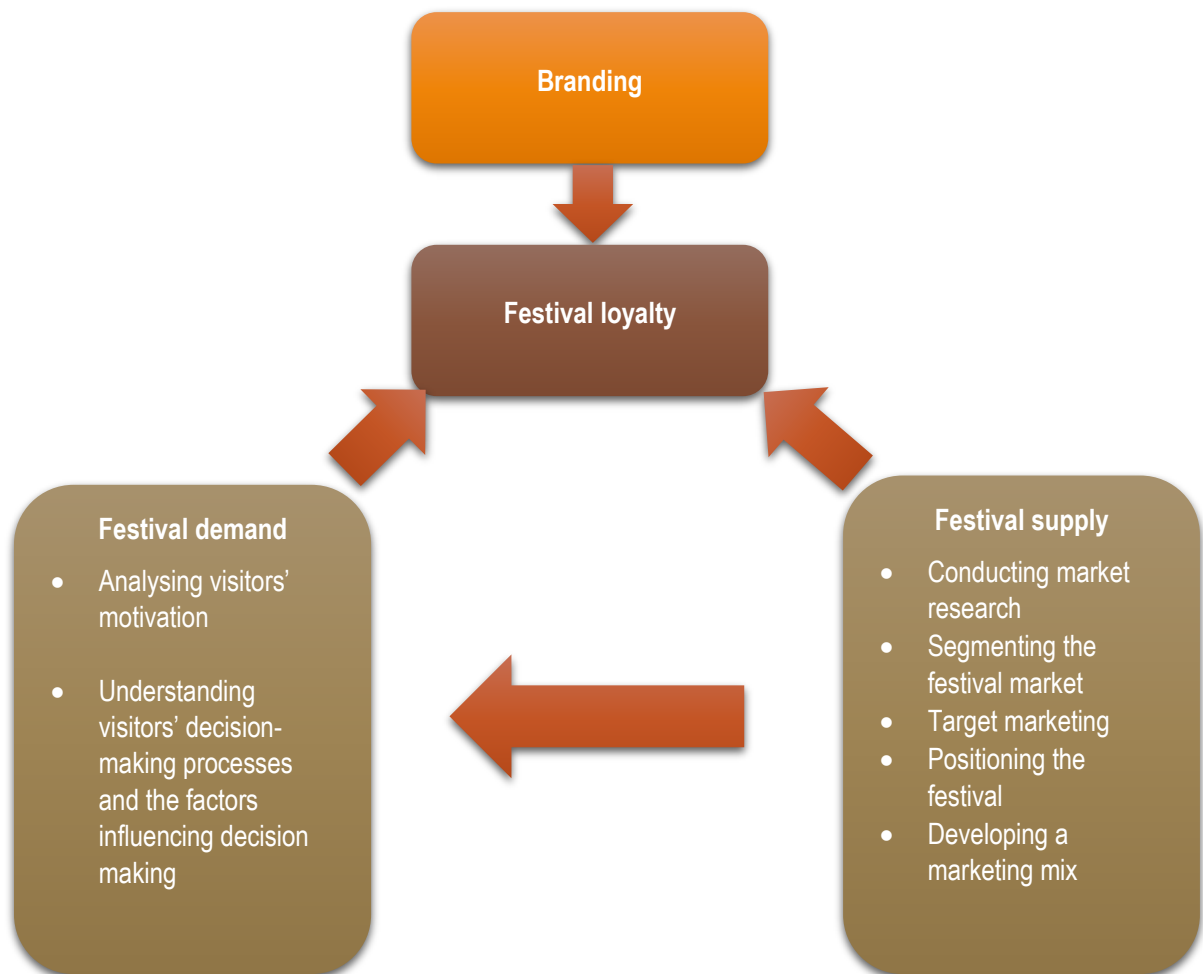 Branding
Festival loyalty
Festival demand
• Analysing visitors’
motivation
• Understanding
visitors’ decision-
making processes
and the factors
influencing decision
making
Festival supply
• Conducting market
research
• Segmenting the
festival market
• Target marketing
• Positioning the
festival
• Developing a
marketing mix